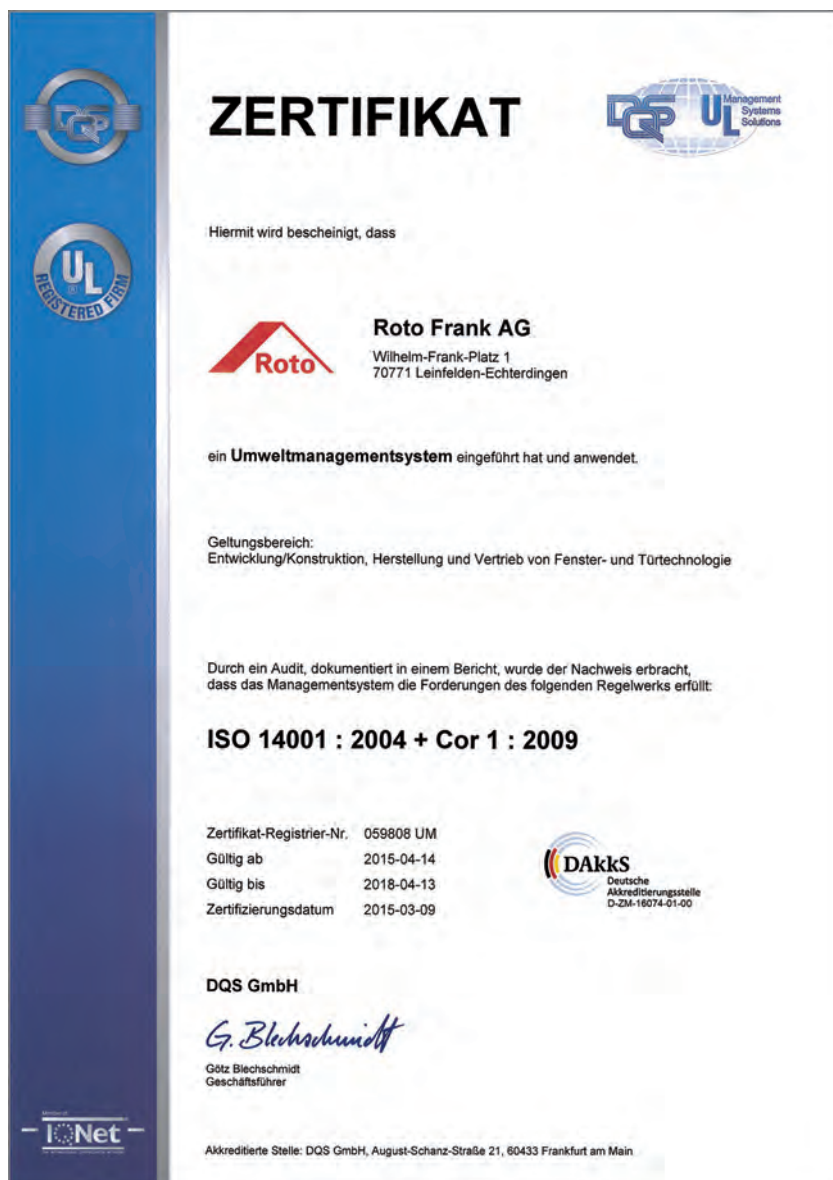 DQS
ZERTIFIKAT
DQS UL Management
Systems
Solutions
UL
REGISTERED FIRM
Hiermit wird bescheinigt, dass
Roto
Roto Frank AG
Wilhelm-Frank-Platz 1
70771 Leinfelden-Echterdingen
ein Umweltmanagementsystem eingeführt hat und anwendet.
Geltungsbereich:
Entwicklung/Konstruktion, Herstellung und Vertrieb von Fenster- und Türtechnologie
Durch ein Audit, dokumentiert in einem Bericht, wurde der Nachweis erbracht,
dass das Managementsystem die Forderungen des folgenden Regelwerks erfüllt:
ISO 14001 : 2004 + Cor 1 : 2009
Zertifikat-Registrier-Nr. 059808 UM
Gültig ab 2015-04-14
Gültig bis 2018-04-13
Zertifizierungsdatum 2015-03-09
DAkkS
Deutsche
Akkreditierungsstelle
D-ZM-16074-01-00
DQS GmbH
G. Blechschmidt
Götz Blechschmidt
Geschäftsführer
IQNet
Akkreditierte Stelle: DQS GmbH, August-Schanz-Straße 21, 60433 Frankfurt am Main